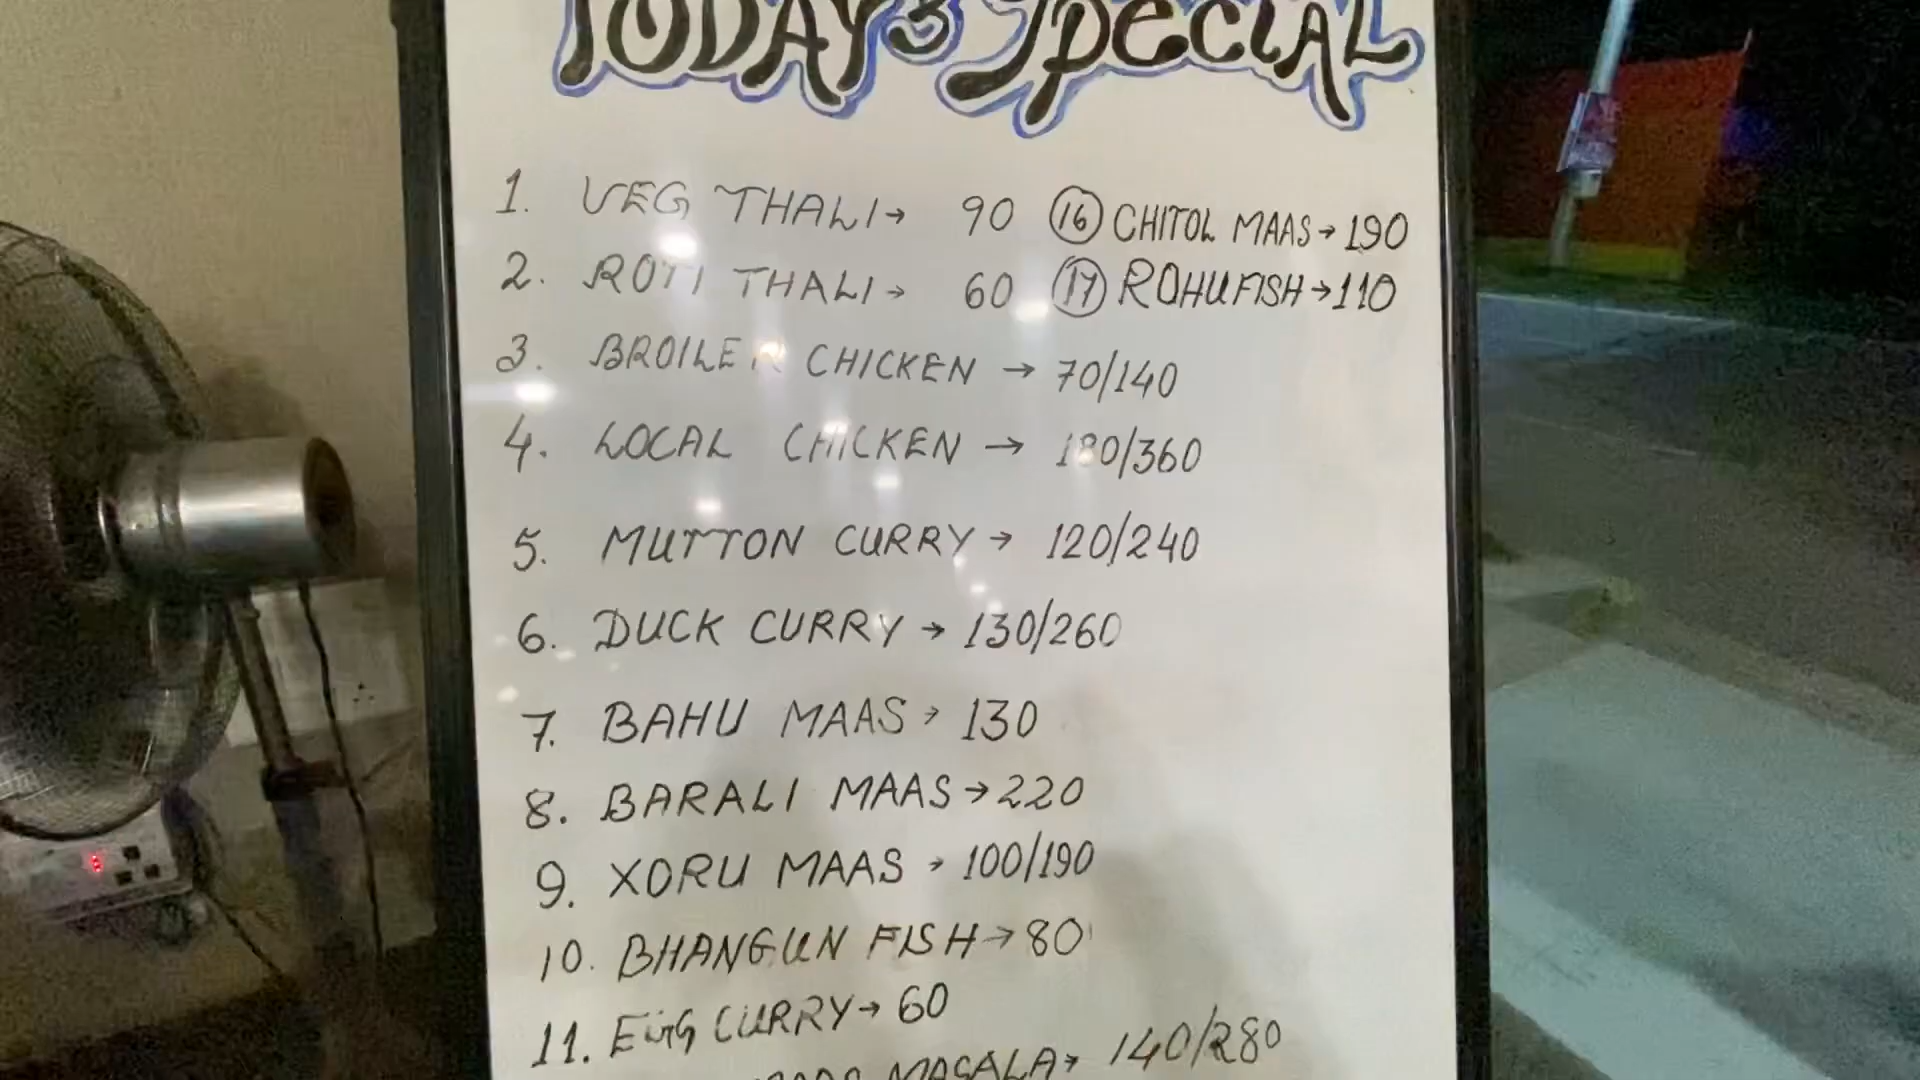 TODAY'S SPECIAL
1. VEG THALI → 90 16 CHITOL MAAS → 190
2. ROTI THALI → 60 17 ROHU FISH → 110
3. BROILER CHICKEN → 70/140
4. LOCAL CHICKEN → 180/360
5. MUTTON CURRY → 120/240
6. DUCK CURRY → 130/260
7. BAHU MAAS → 130
8. BARALI MAAS → 220
9. XORU MAAS → 100/190
10. BHANGUN FISH → 80
11. EGG CURRY → 60
MASALA → 140/280